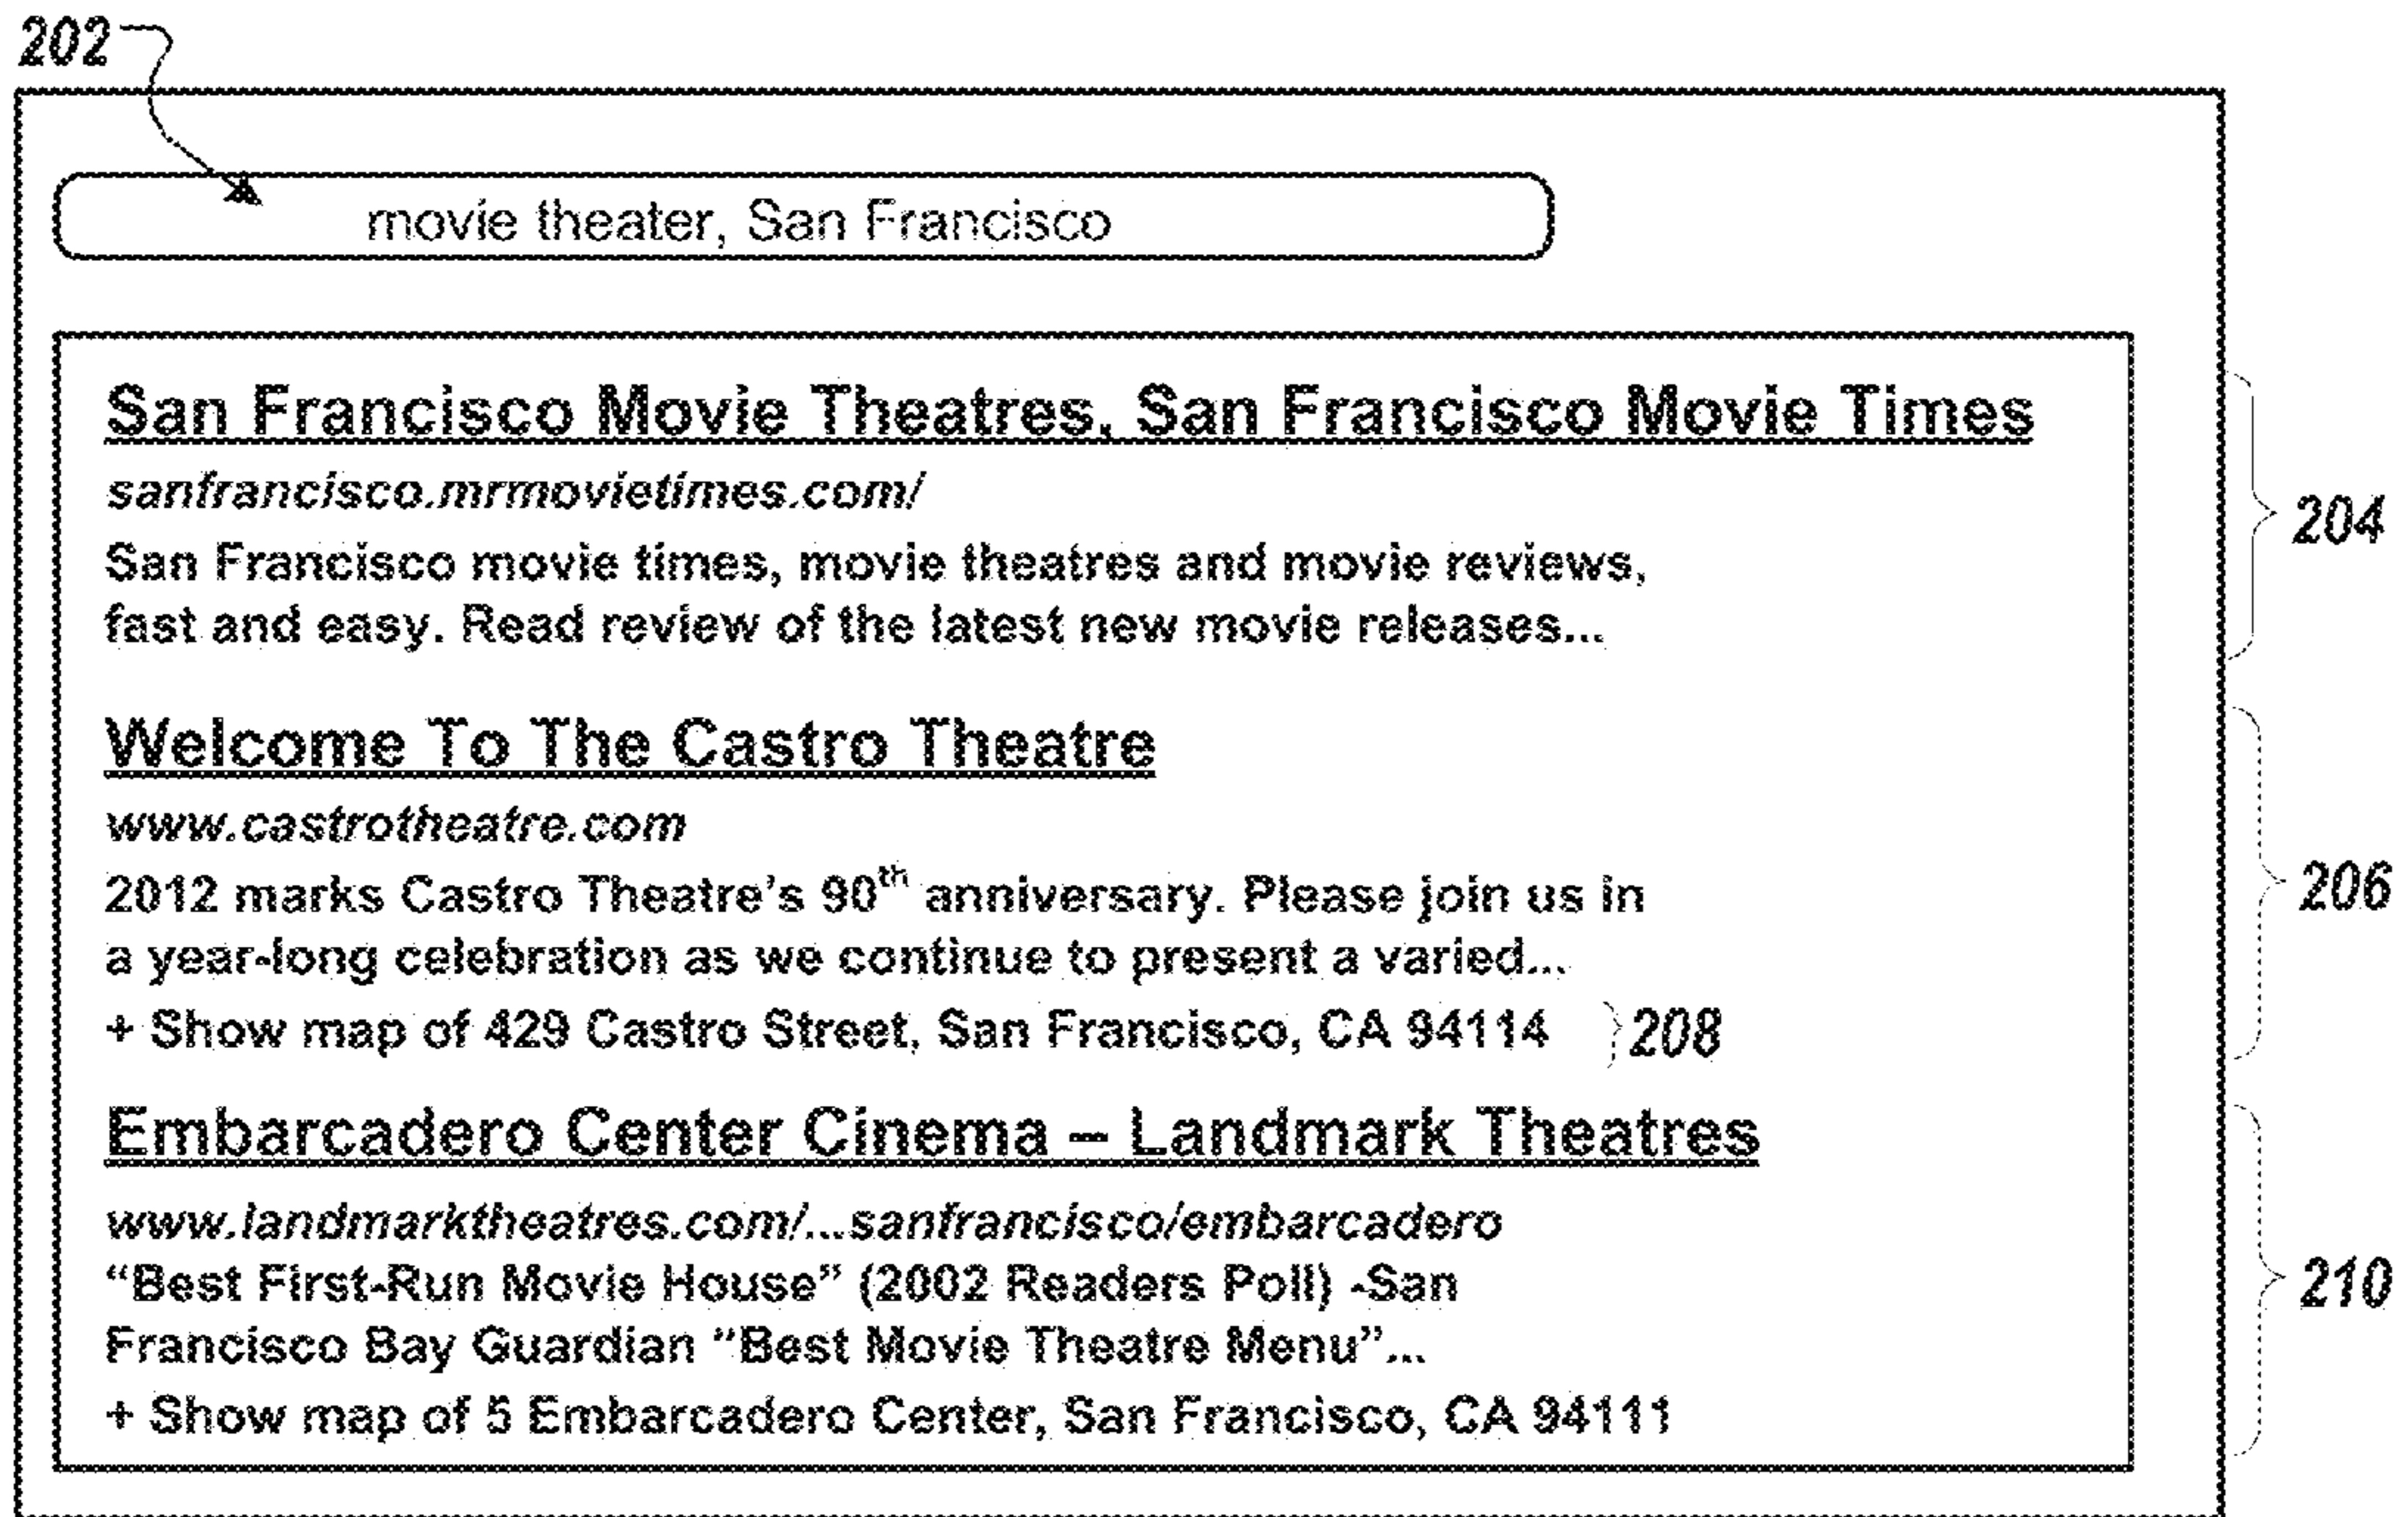 202
movie theater, San Francisco
San Francisco Movie Theatres, San Francisco Movie Times
sanfrancisco.mrmovietimes.com/
San Francisco movie times, movie theatres and movie reviews,
fast and easy. Read review of the latest new movie releases...
204
Welcome To The Castro Theatre
www.castrotheatre.com
2012 marks Castro Theatre's 90th anniversary. Please join us in
a year-long celebration as we continue to present a varied...
206
+ Show map of 429 Castro Street, San Francisco, CA 94114 208
Embarcadero Center Cinema – Landmark Theatres
www.landmarktheatres.com/...sanfrancisco/embarcadero
“Best First-Run Movie House” (2002 Readers Poll) -San
Francisco Bay Guardian “Best Movie Theatre Menu”...
210
+ Show map of 5 Embarcadero Center, San Francisco, CA 94111